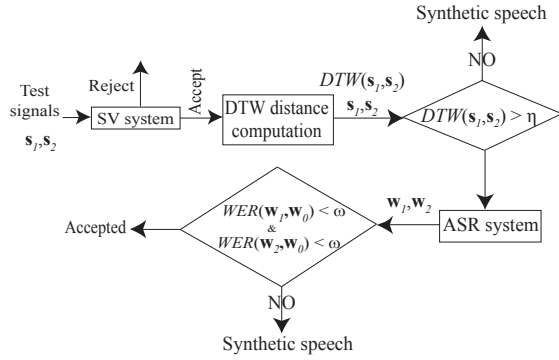 Synthetic speech
NO
Reject
Accept
Test
signals
s1,s2
SV system
DTW distance
computation
DTW(s1,s2)
s1,s2
DTW(s1,s2) > η
w1,w2
ASR system
WER(w1,w0) < ω
&
WER(w2,w0) < ω
Accepted
NO
Synthetic speech